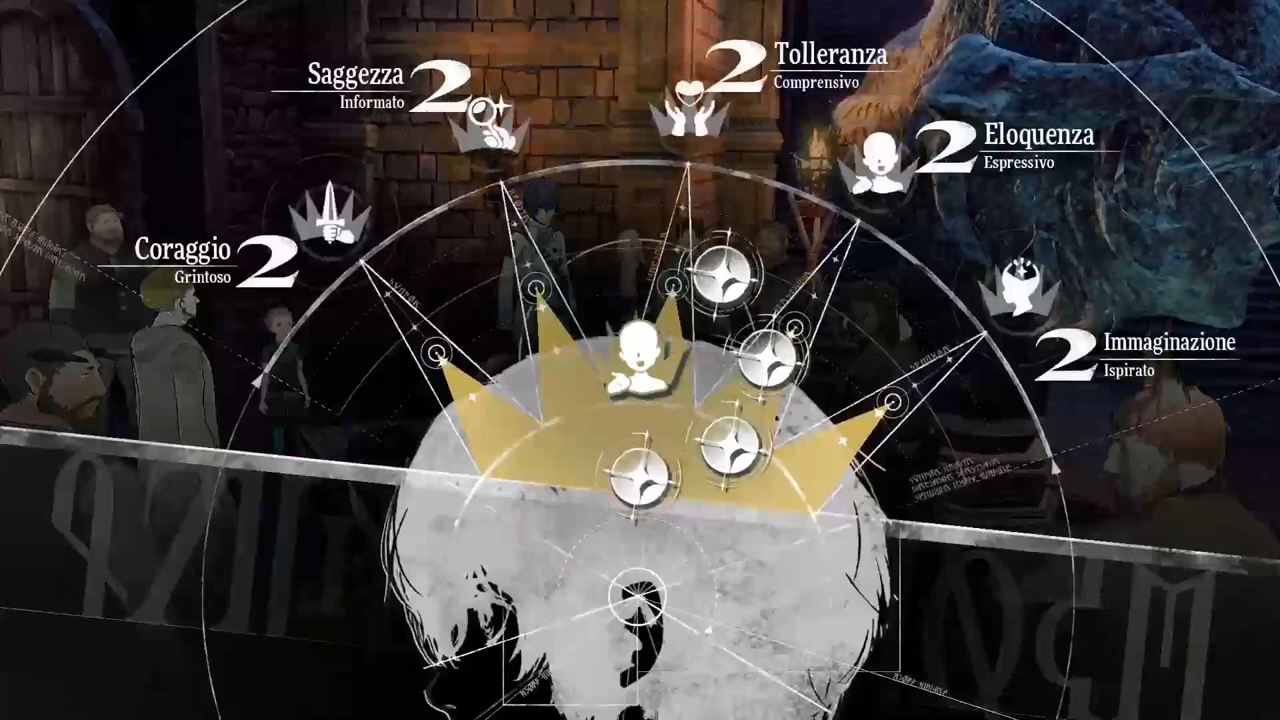 Saggezza 2
Informato
Tolleranza 2
Comprensivo
Eloquenza 2
Espressivo
Coraggio 2
Grintoso
Immaginazione 2
Ispirato